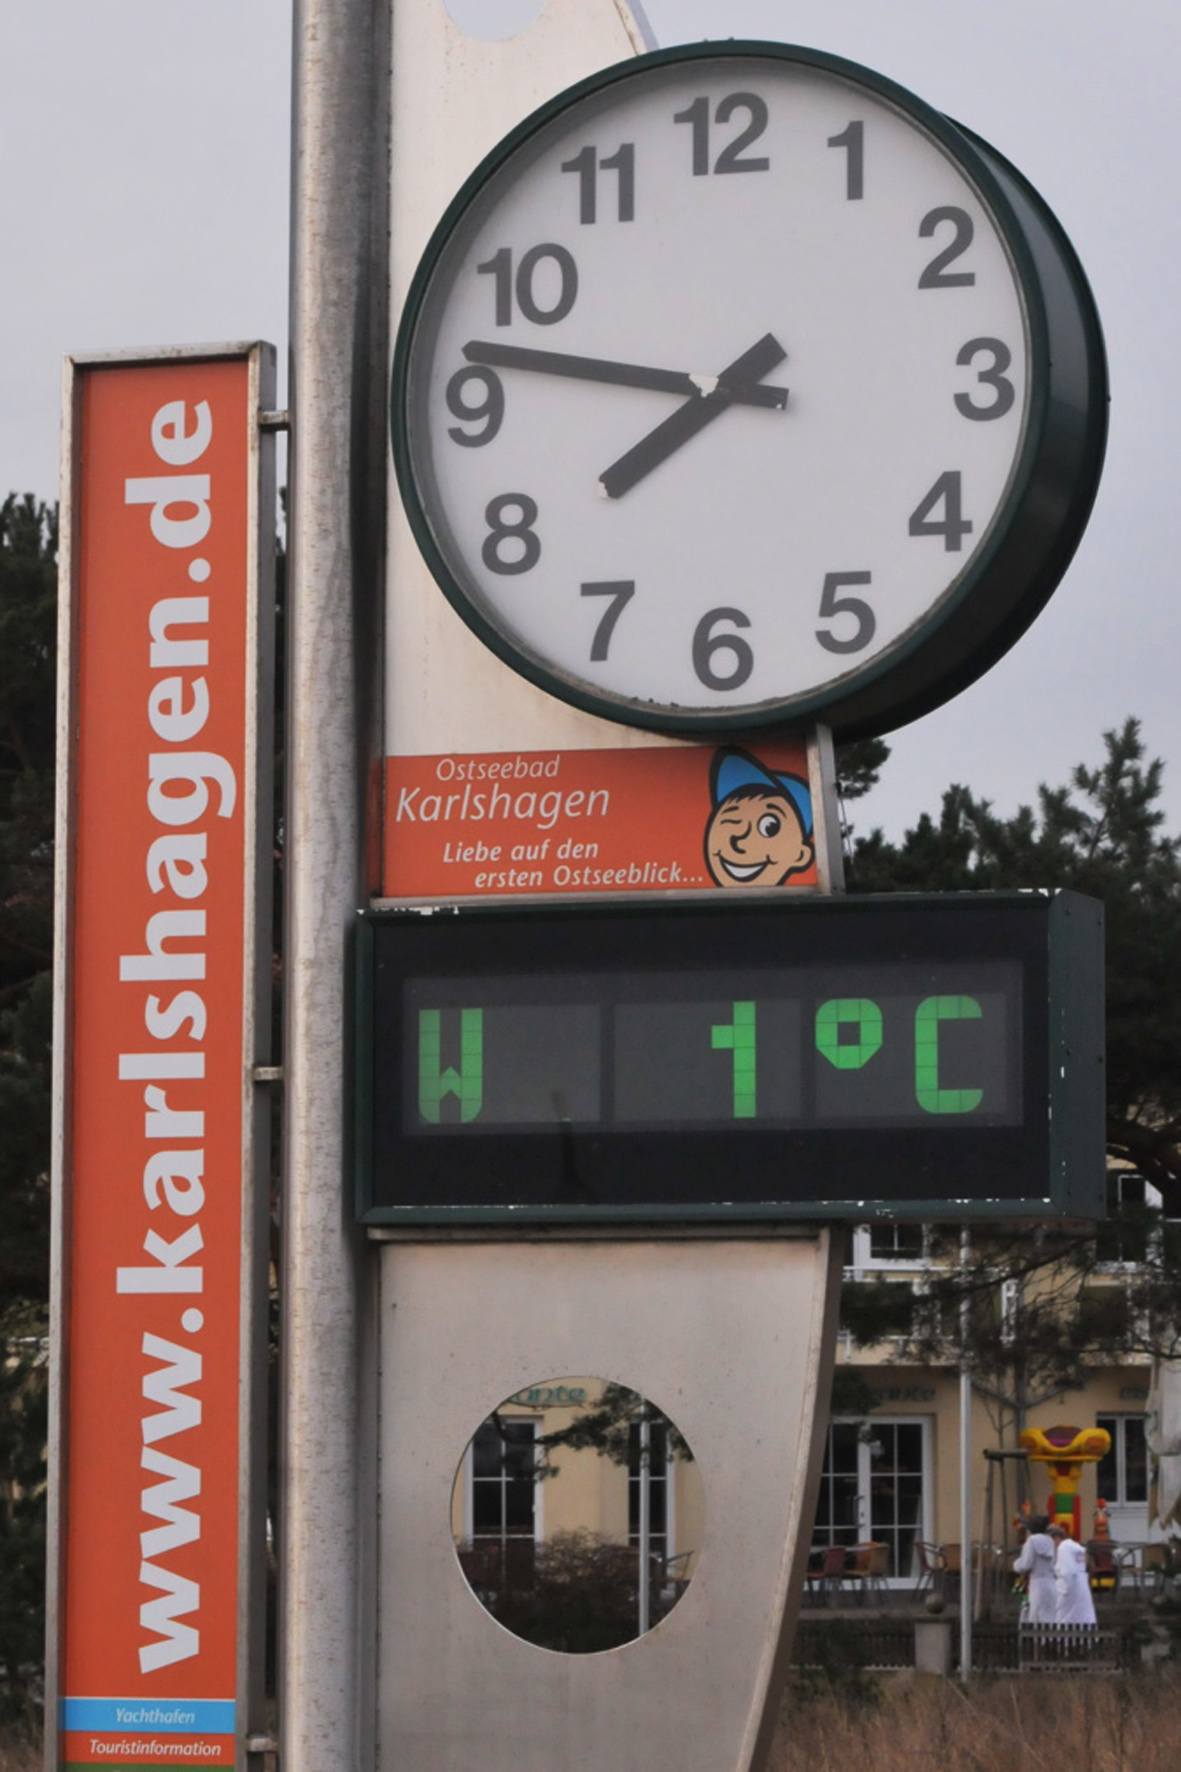 12
1
2
3
4
5
6
7
8
9
10
11
www.karlshagen.de
Ostseebad
Karlshagen
Liebe auf den
ersten Ostseeblick...
W 1°C
Yachthafen
Touristinformation